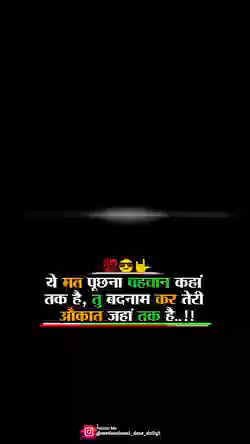 ये मत पूछना पहचान कहां
तक है, तु बदनाम कर तेरी
औकात जहां तक है..!!
Follow Me